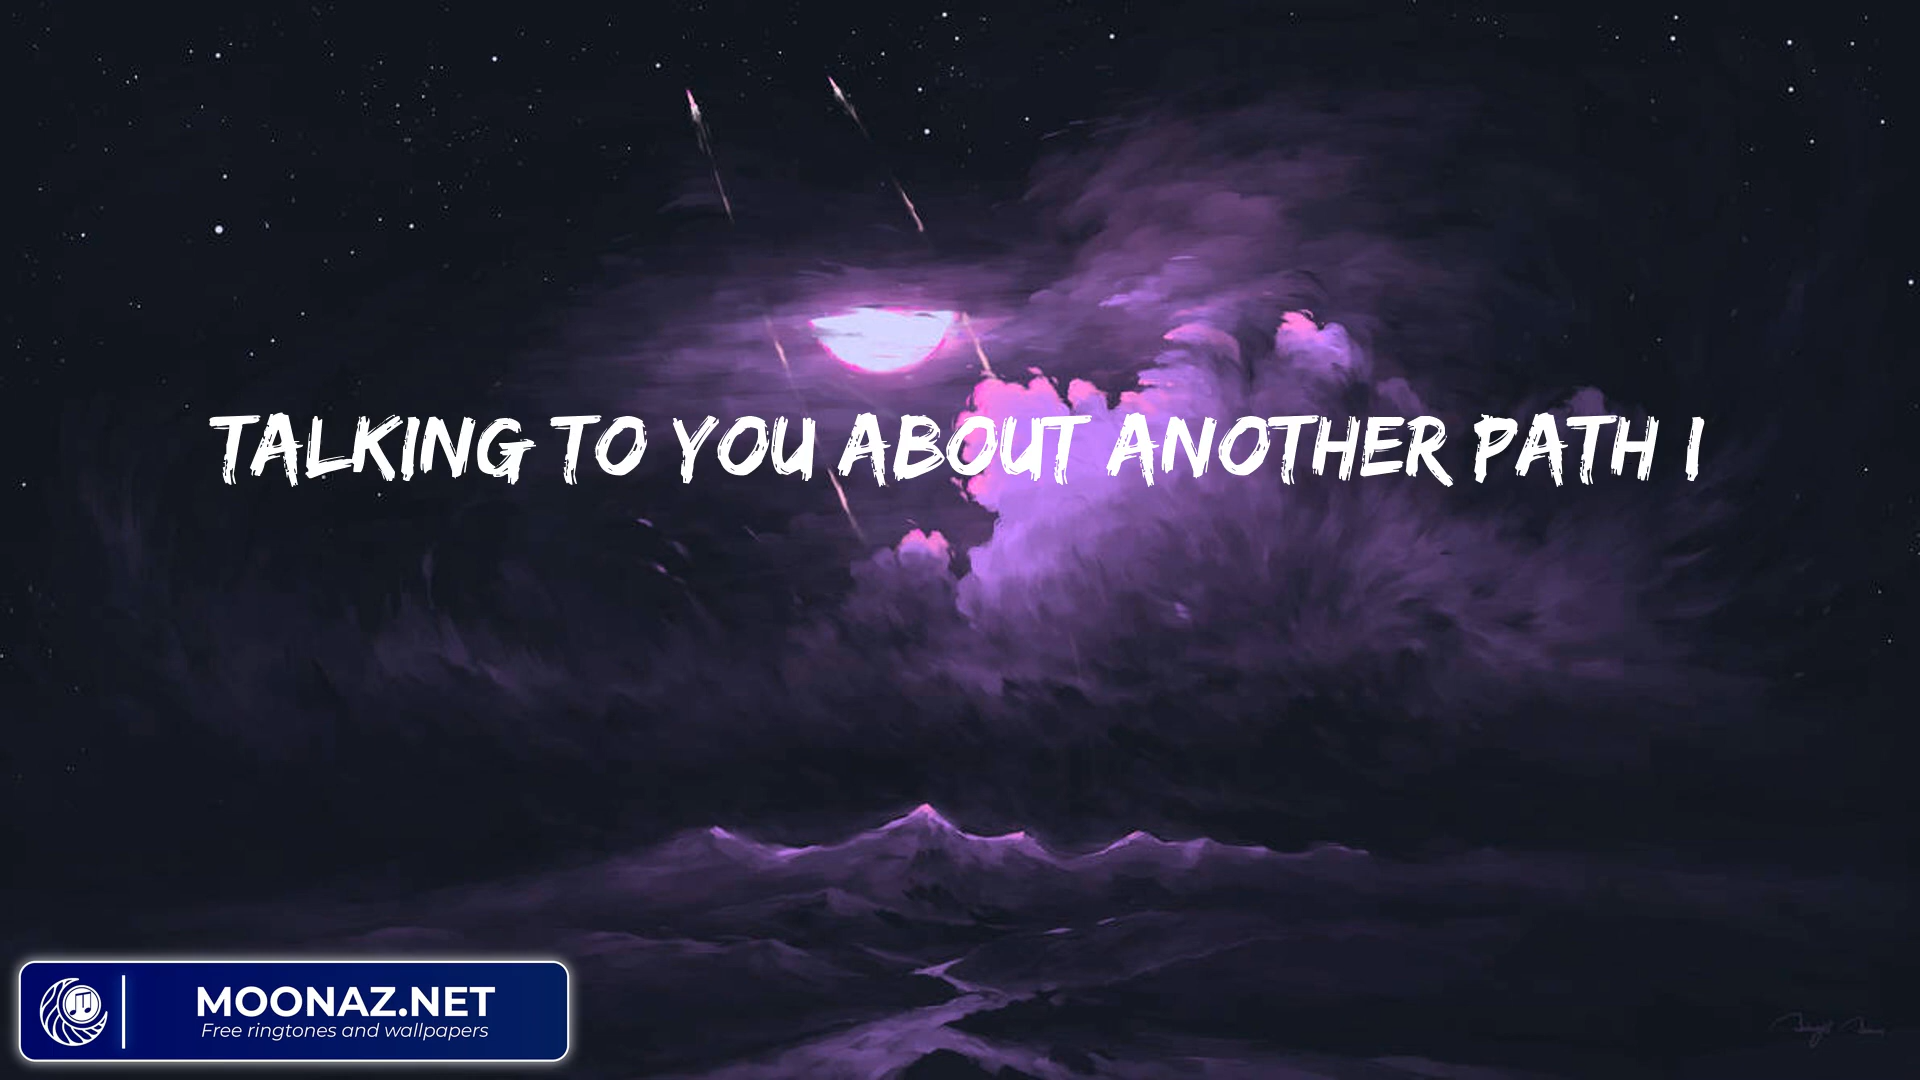 TALKING TO YOU ABOUT ANOTHER PATH I
MOONAZ.NET
Free ringtones and wallpapers